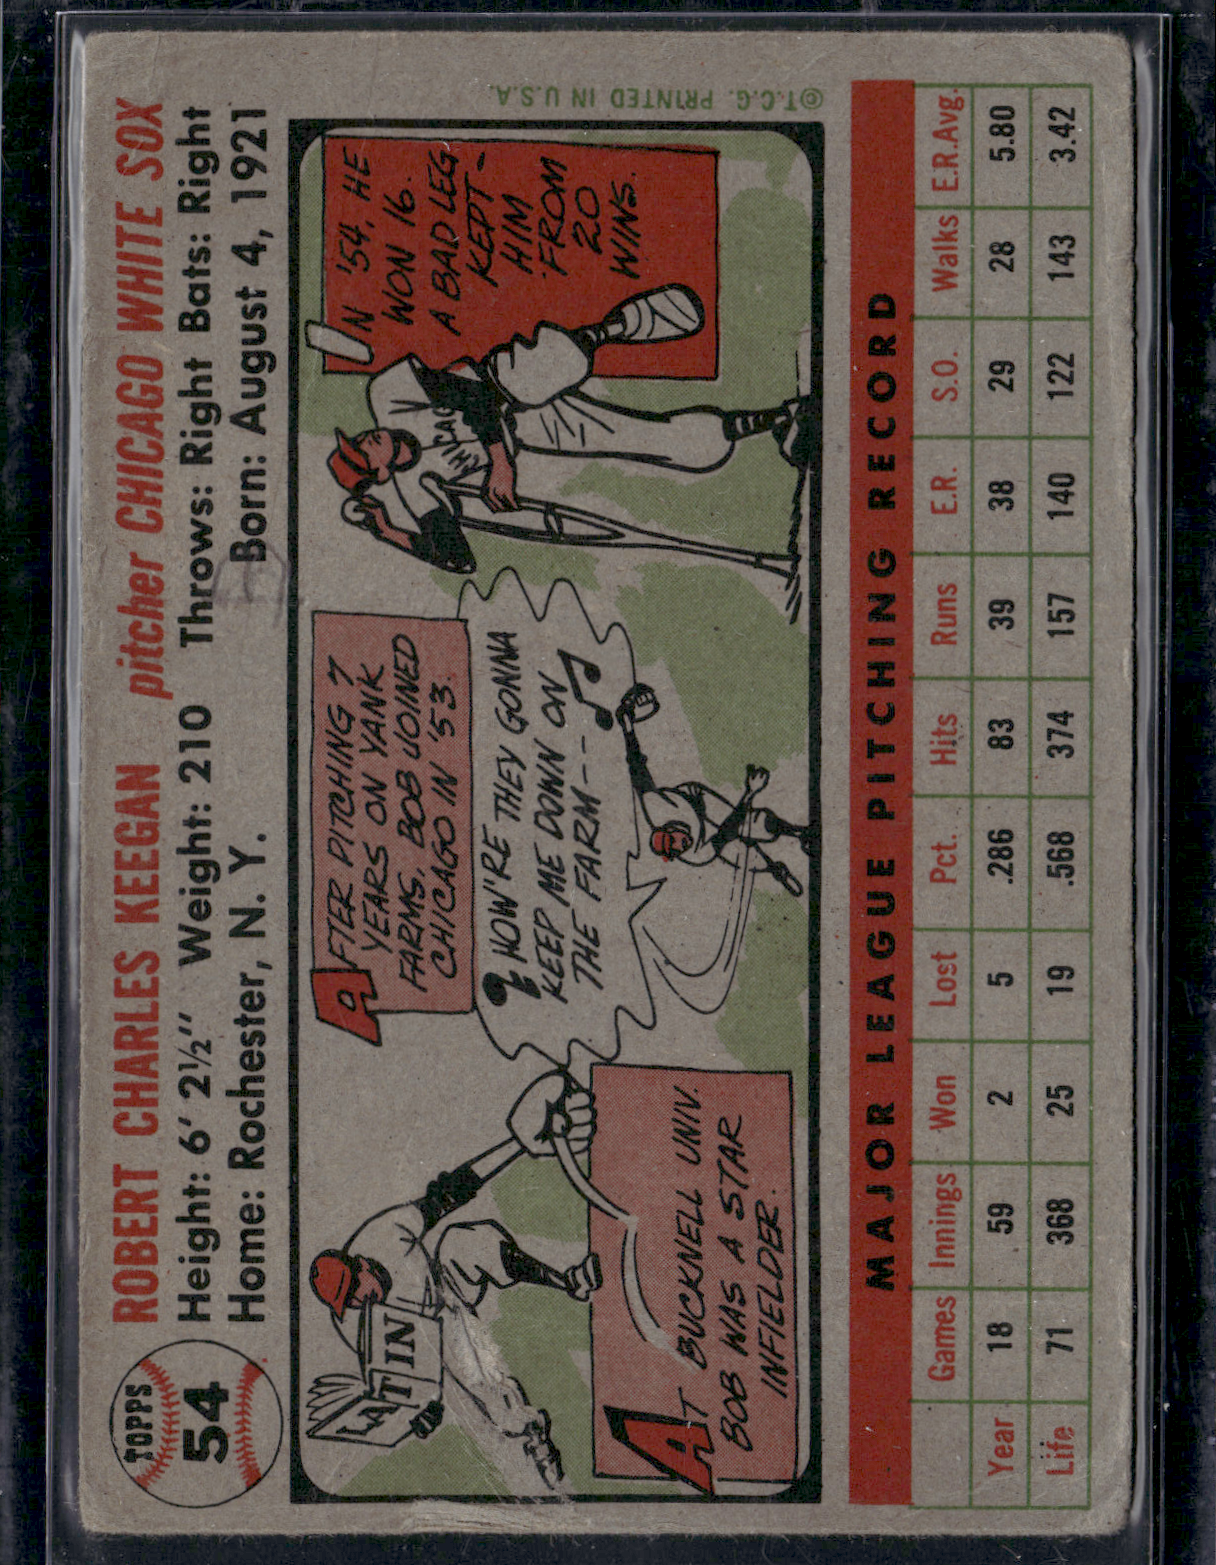 TOPPS
54
ROBERT CHARLES KEEGAN pitcher CHICAGO WHITE SOX
Height: 6' 2½" Weight: 210 Throws: Right Bats: Right
Home: Rochester, N. Y. Born: August 4, 1921
LATIN
AT BUCKNELL UNIV.
BOB WAS A STAR
INFIELDER.
AFTER PITCHING 7
YEARS ON YANK
FARMS, BOB JOINED
CHICAGO IN '53.
HOW'RE THEY GONNA
KEEP ME DOWN ON
THE FARM---
IN '54, HE
WON 16.
A BAD LEG
KEPT-
HIM
FROM
20
WINS.
CHICAGO
©T.C.G. PRINTED IN U.S.A.
MAJOR LEAGUE PITCHING RECORD
Games Innings Won Lost Pct. Hits Runs E.R. S.O. Walks E.R.Avg.
Year 18 59 2 5 .286 83 39 38 29 28 5.80
Life 71 368 25 19 .568 374 157 140 122 143 3.42